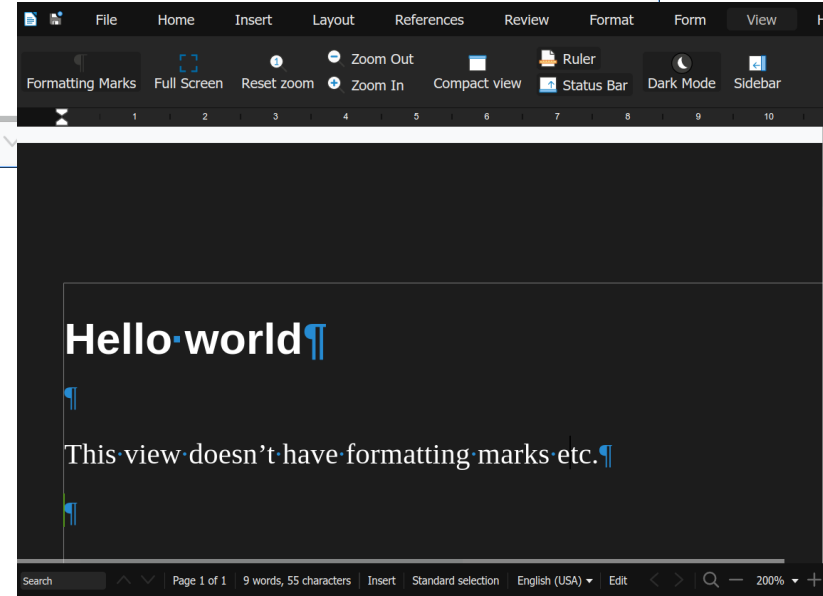 File Home Insert Layout References Review Format Form View
Formatting Marks Full Screen Reset zoom Zoom Out Zoom In Compact view Ruler Status Bar Dark Mode Sidebar
1 2 3 4 5 6 7 8 9 10
Hello·world¶
¶
This·view·doesn’t·have·formatting·marks·etc.¶
¶
Search Page 1 of 1 9 words, 55 characters Insert Standard selection English (USA) Edit 200%